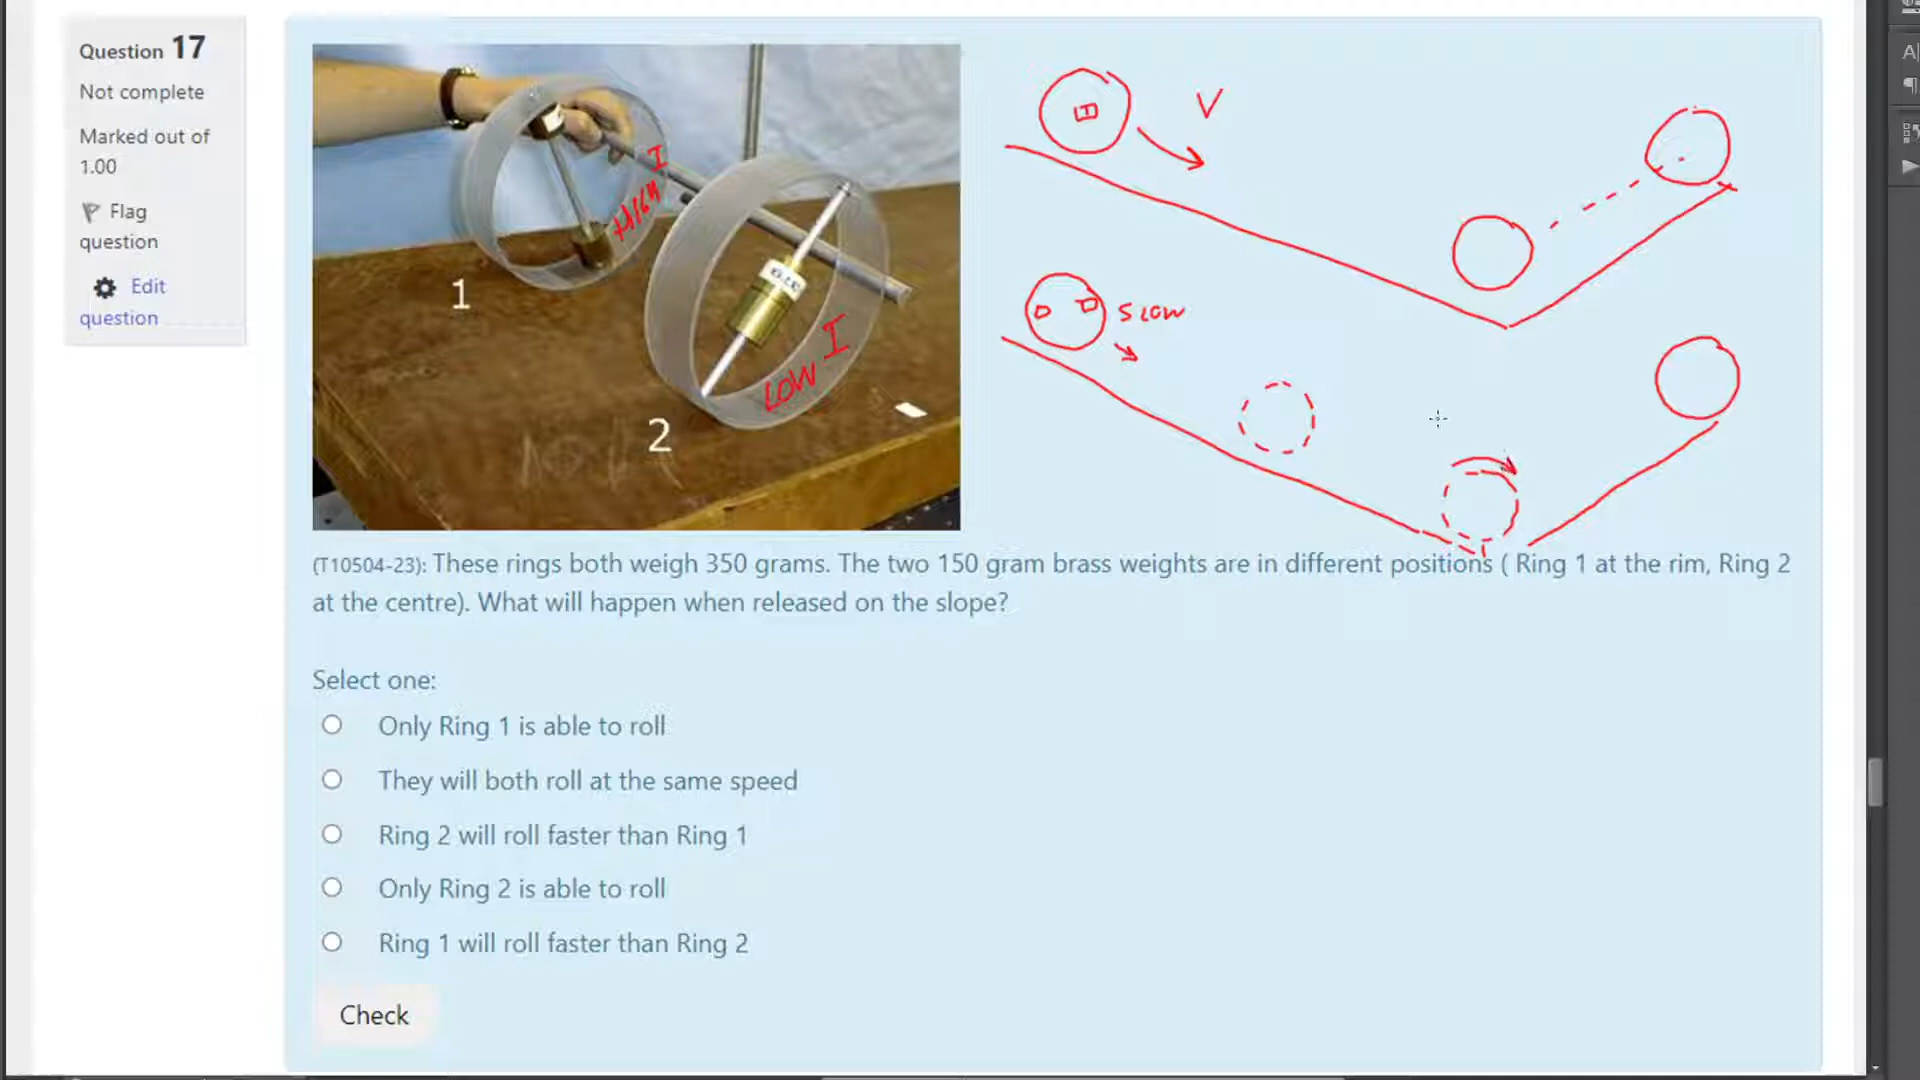 Question 17
Not complete
Marked out of
1.00
Flag
question
Edit
question
1
HIGH I
2
LOW I
V
SLOW
(T10504-23): These rings both weigh 350 grams. The two 150 gram brass weights are in different positions ( Ring 1 at the rim, Ring 2
at the centre). What will happen when released on the slope?
Select one:
Only Ring 1 is able to roll
They will both roll at the same speed
Ring 2 will roll faster than Ring 1
Only Ring 2 is able to roll
Ring 1 will roll faster than Ring 2
Check